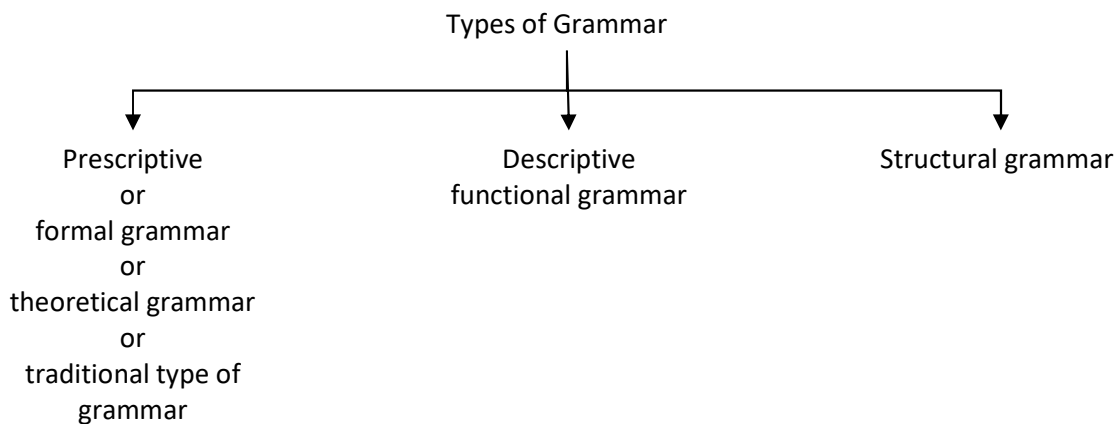 Types of Grammar
Prescriptive
or
formal grammar
or
theoretical grammar
or
traditional type of
grammar
Descriptive
functional grammar
Structural grammar